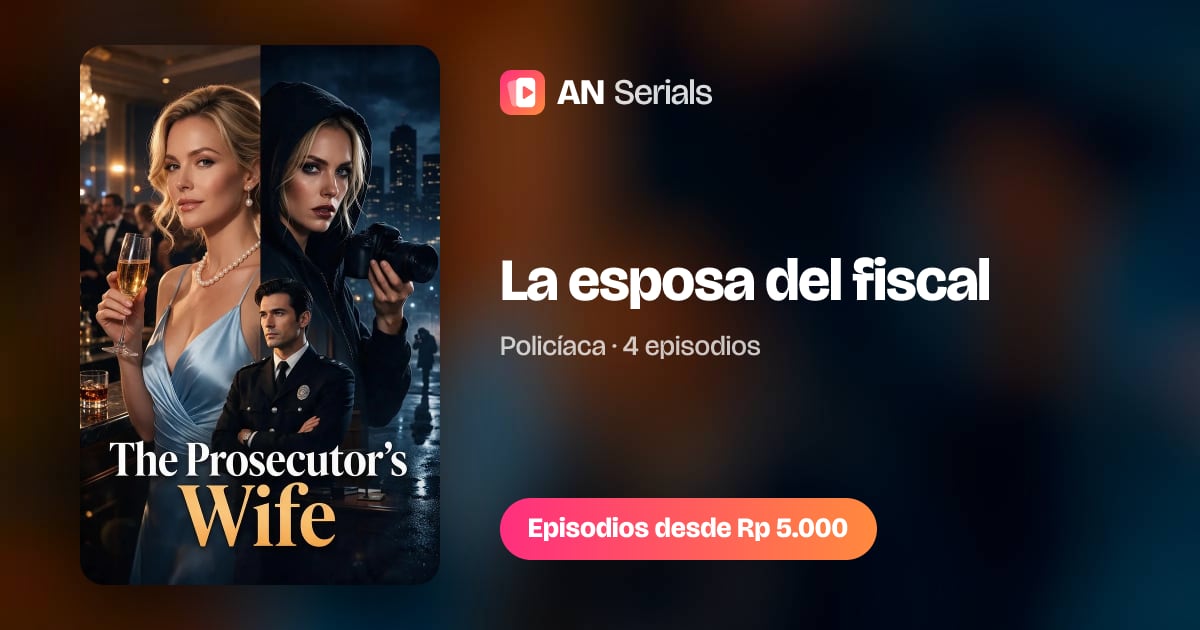 The Prosecutor's
Wife
AN Serials
La esposa del fiscal
Policíaca · 4 episodios
Episodios desde Rp 5.000